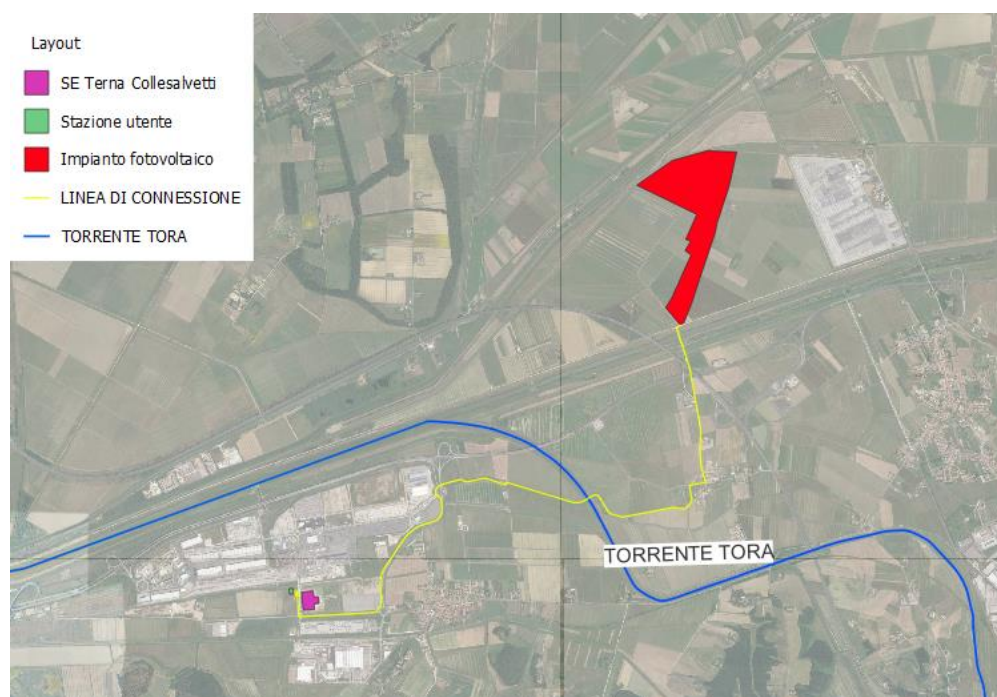 Layout
SE Terna Collesalvetti
Stazione utente
Impianto fotovoltaico
LINEA DI CONNESSIONE
TORRENTE TORA
TORRENTE TORA